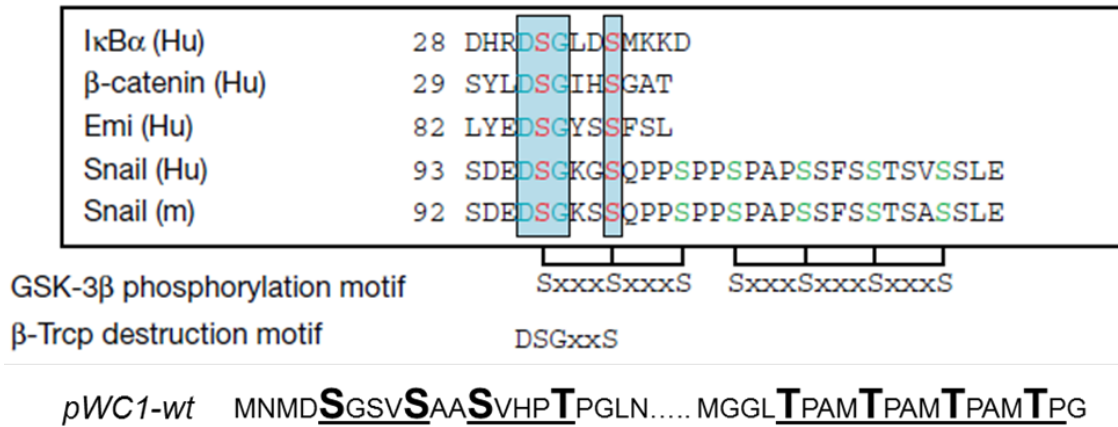 IκBα (Hu) 28 DHRDSGLDSMKKD
β-catenin (Hu) 29 SYLDSGIHSGAT
Emi (Hu) 82 LYEDSGYSSFSL
Snail (Hu) 93 SDEDSGKGSQPPSPPSPAPSSFSSTSVSSLE
Snail (m) 92 SDEDSGKSSQPPSPPSPAPSSFSSTSASSLE
GSK-3β phosphorylation motif SxxxSxxxS SxxxSxxxSxxxS
β-Trcp destruction motif DSGxxS
pWC1-wt MNMDSGSVSAASVHPTPGLN..... MGGLTPAMTPAMTPAMTPG